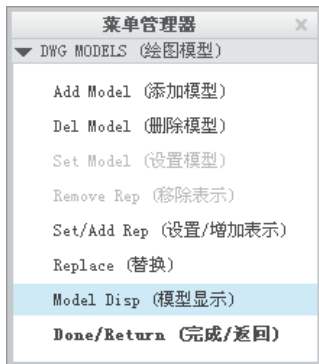 菜单管理器
DWG MODELS (绘图模型)
Add Model (添加模型)
Del Model (删除模型)
Set Model (设置模型)
Remove Rep (移除表示)
Set/Add Rep (设置/增加表示)
Replace (替换)
Model Disp (模型显示)
Done/Return (完成/返回)